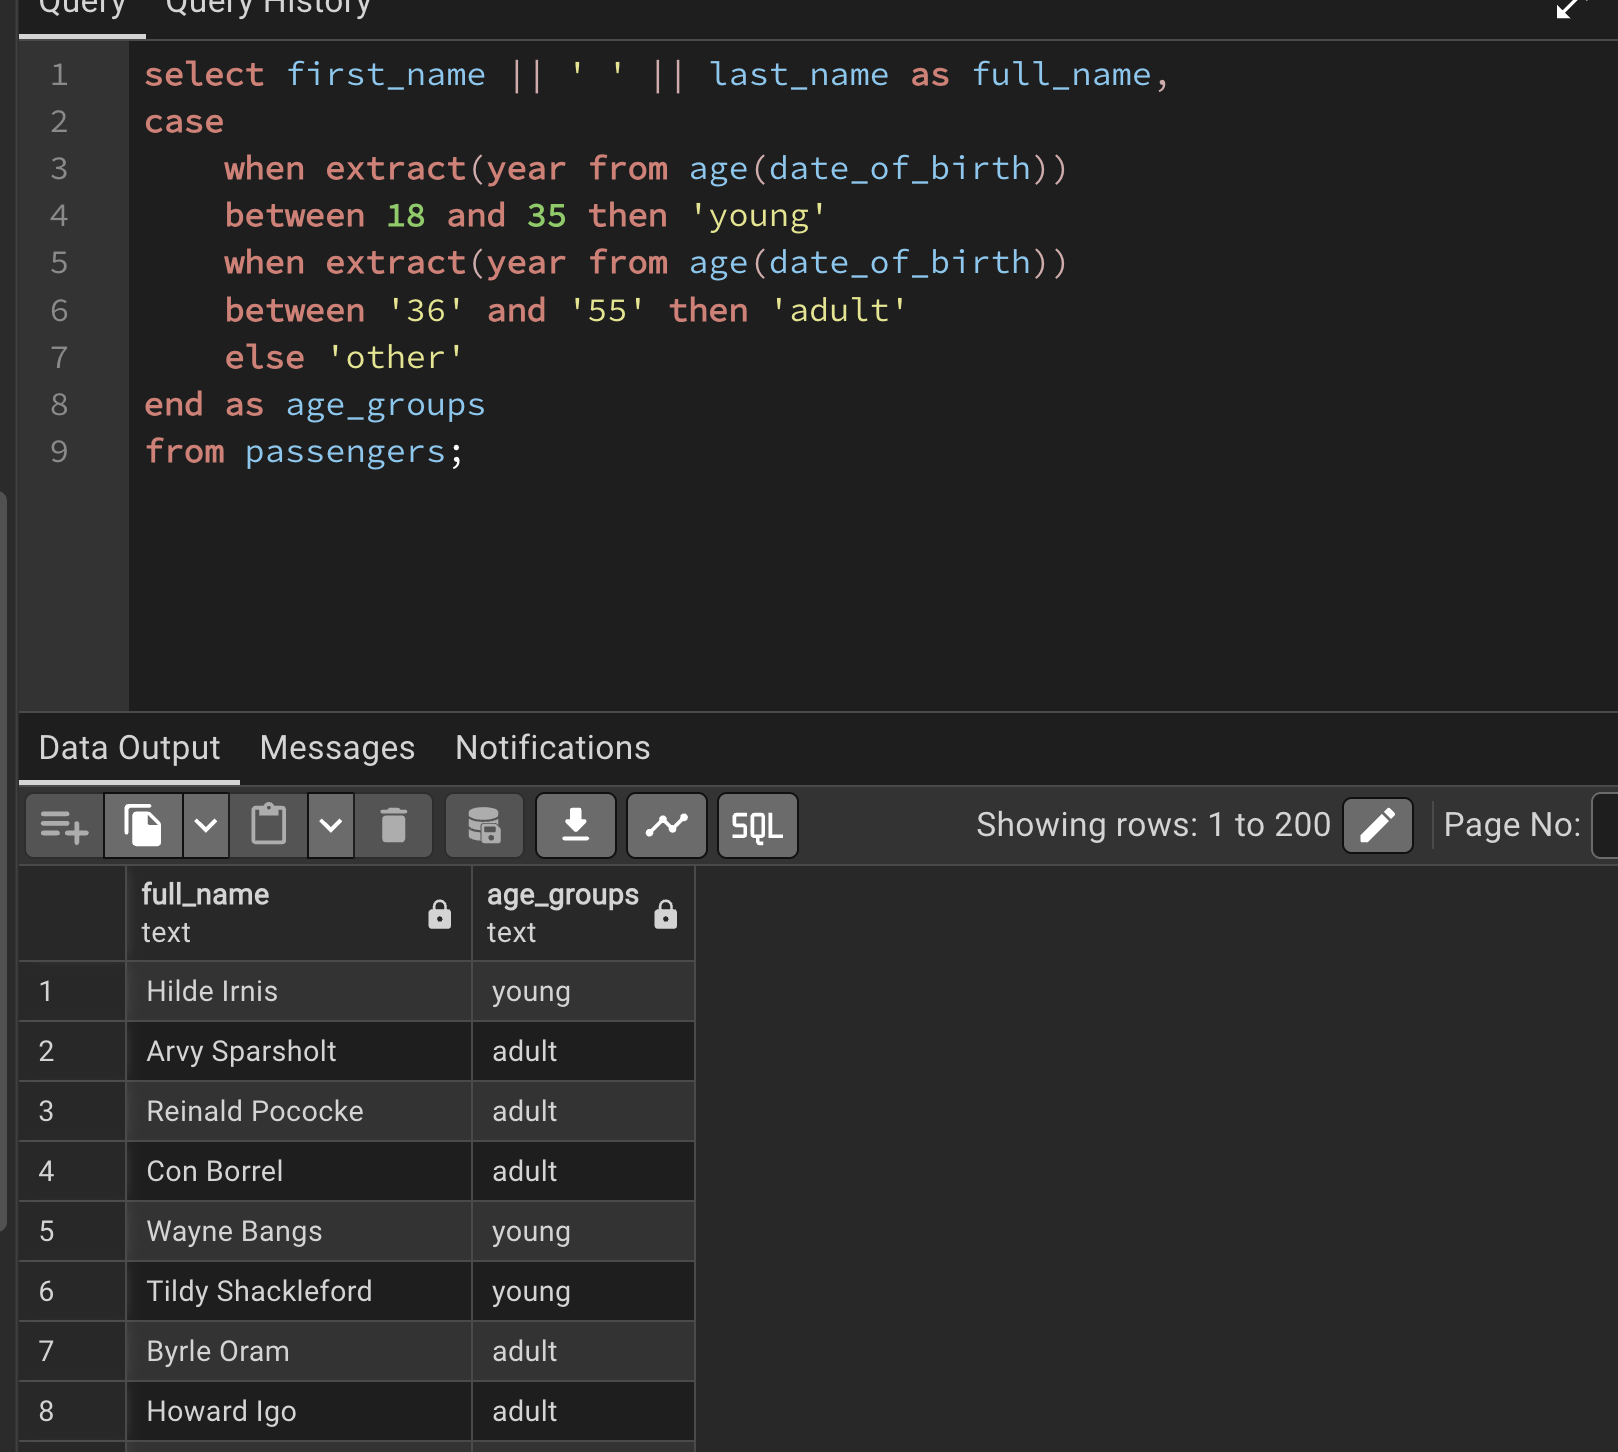 Query Query History
1 select first_name || ' ' || last_name as full_name,
2 case
3 when extract(year from age(date_of_birth))
4 between 18 and 35 then 'young'
5 when extract(year from age(date_of_birth))
6 between '36' and '55' then 'adult'
7 else 'other'
8 end as age_groups
9 from passengers;
Data Output Messages Notifications
SQL Showing rows: 1 to 200 Page No:
full_name age_groups
text text
1 Hilde Irnis young
2 Arvy Sparsholt adult
3 Reinald Pococke adult
4 Con Borrel adult
5 Wayne Bangs young
6 Tildy Shackleford young
7 Byrle Oram adult
8 Howard Igo adult